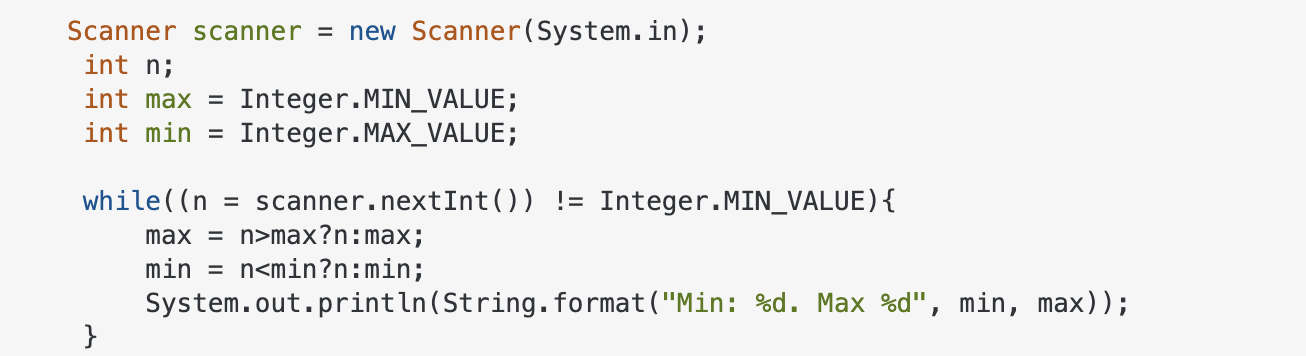 Scanner scanner = new Scanner(System.in);
int n;
int max = Integer.MIN_VALUE;
int min = Integer.MAX_VALUE;
while((n = scanner.nextInt()) != Integer.MIN_VALUE){
max = n>max?n:max;
min = n<min?n:min;
System.out.println(String.format("Min: %d. Max %d", min, max));
}